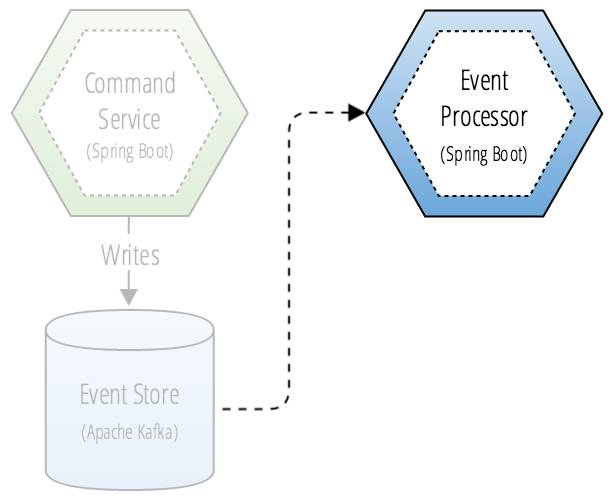 Command
Service
(Spring Boot)
Event
Processor
(Spring Boot)
Writes
Event Store
(Apache Kafka)